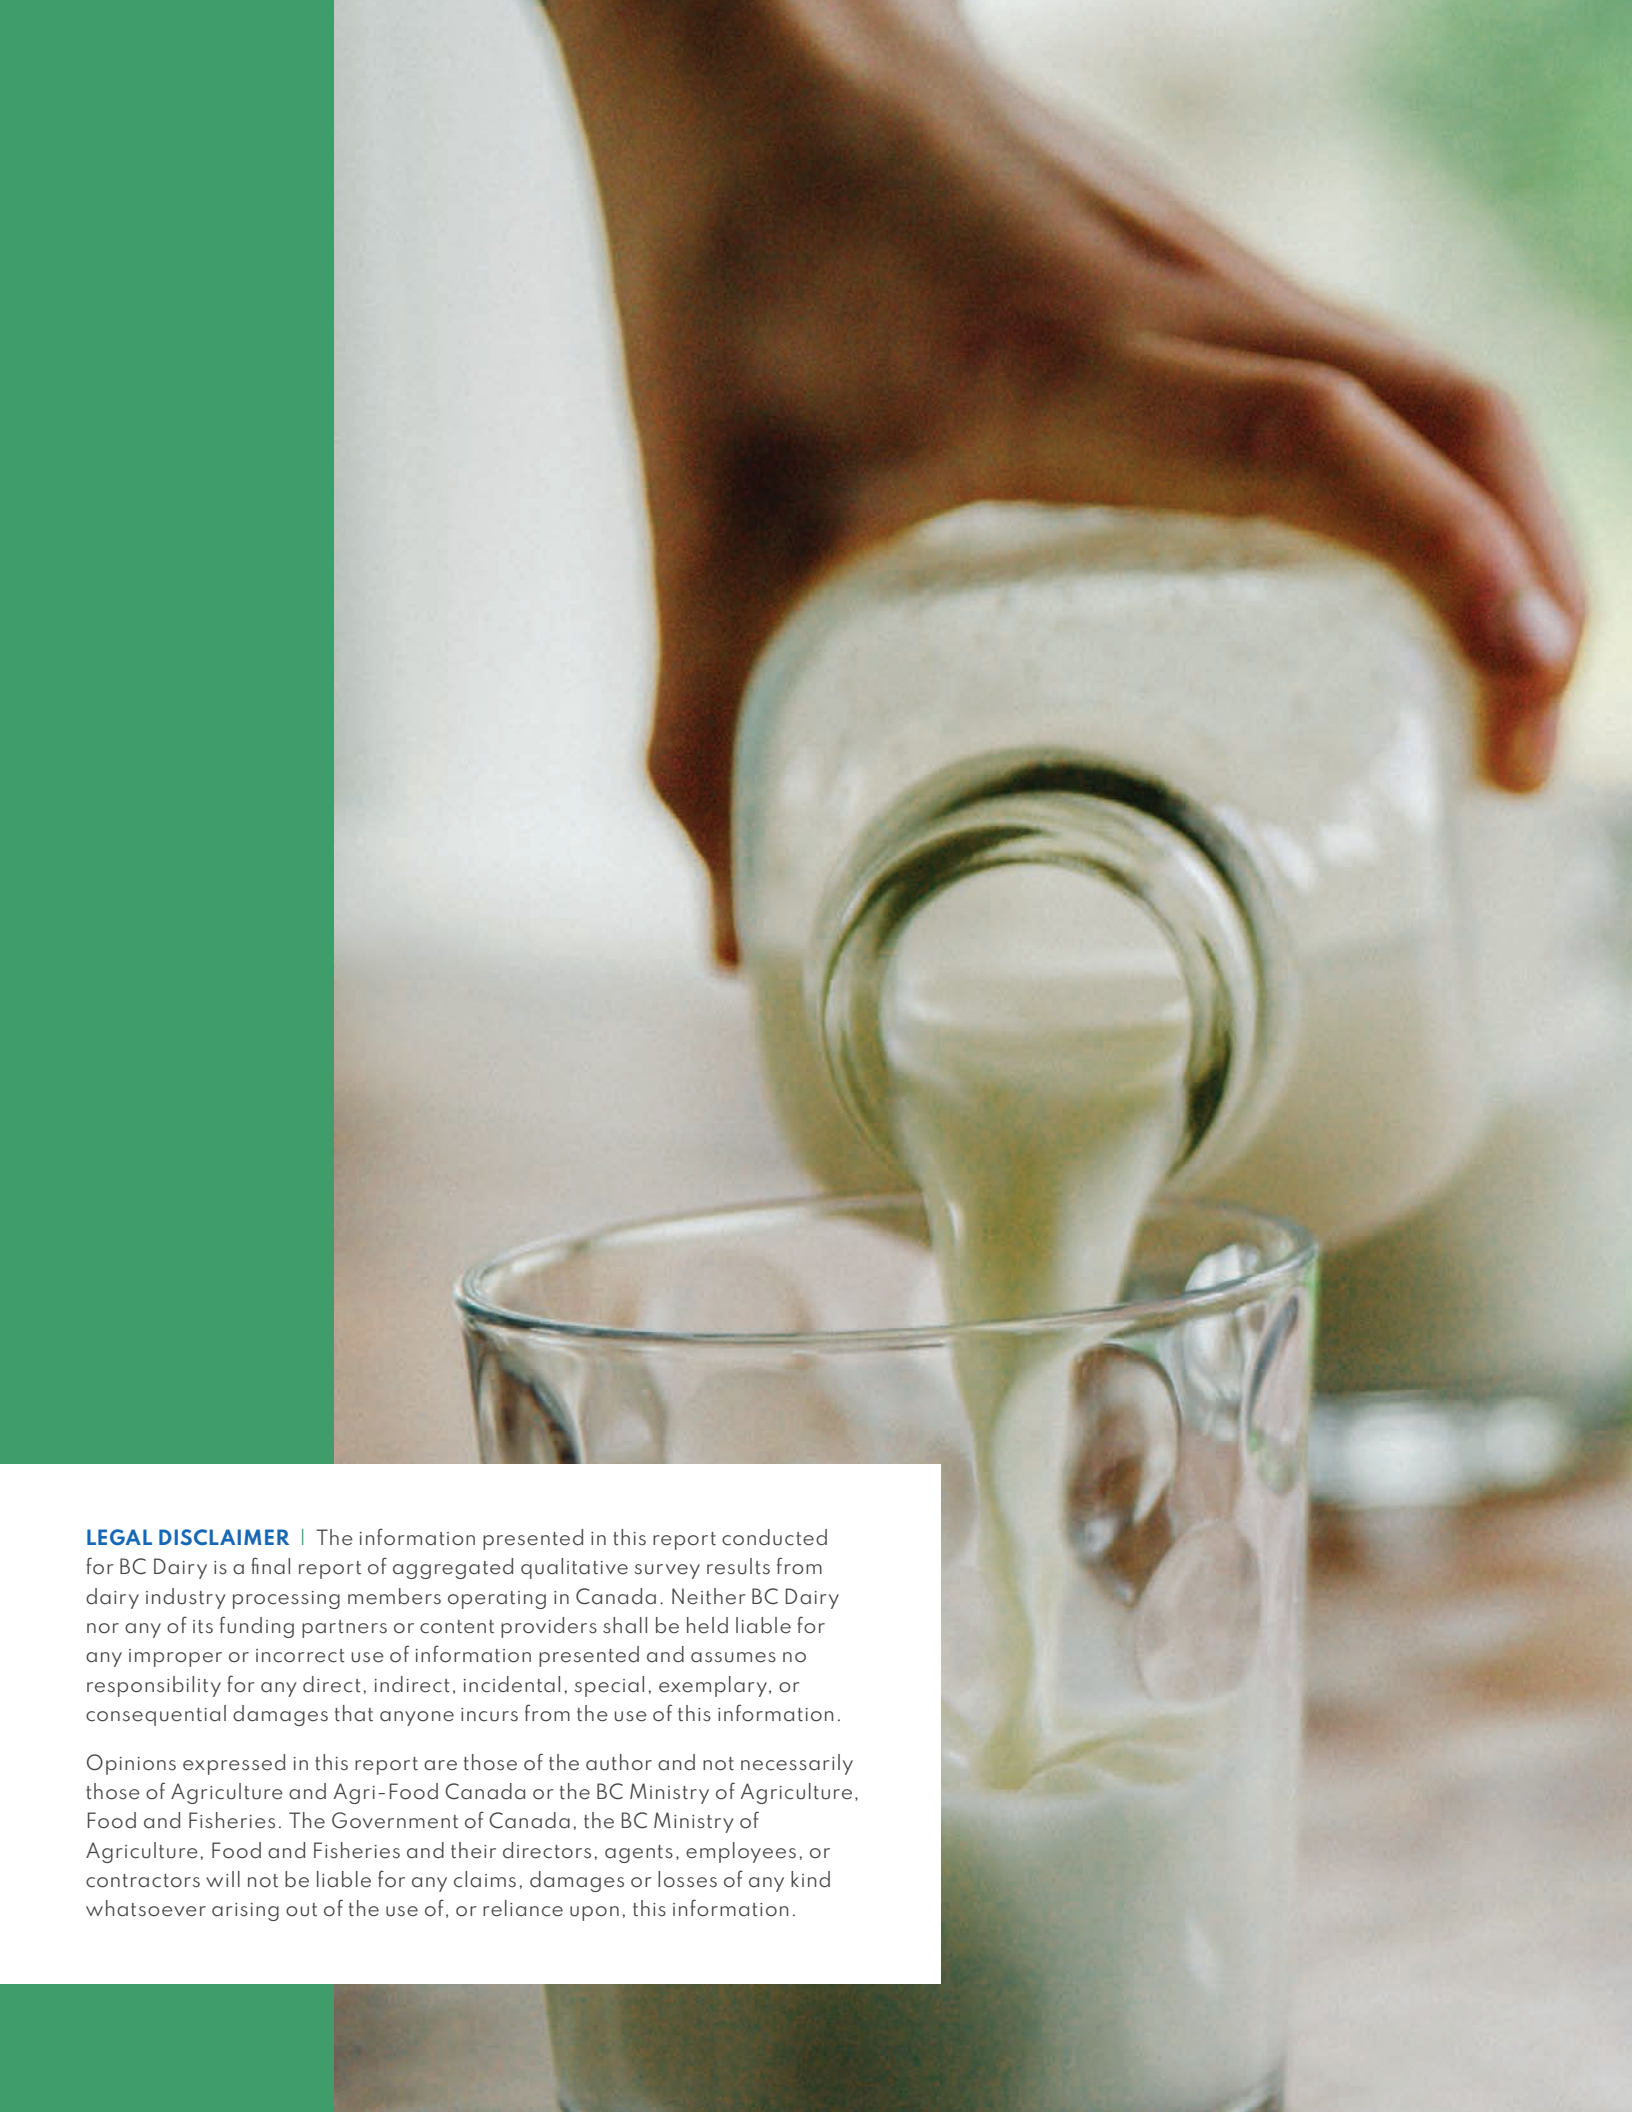 LEGAL DISCLAIMER | The information presented in this report conducted
for BC Dairy is a final report of aggregated qualitative survey results from
dairy industry processing members operating in Canada. Neither BC Dairy
nor any of its funding partners or content providers shall be held liable for
any improper or incorrect use of information presented and assumes no
responsibility for any direct, indirect, incidental, special, exemplary, or
consequential damages that anyone incurs from the use of this information.
Opinions expressed in this report are those of the author and not necessarily
those of Agriculture and Agri-Food Canada or the BC Ministry of Agriculture,
Food and Fisheries. The Government of Canada, the BC Ministry of
Agriculture, Food and Fisheries and their directors, agents, employees, or
contractors will not be liable for any claims, damages or losses of any kind
whatsoever arising out of the use of, or reliance upon, this information.